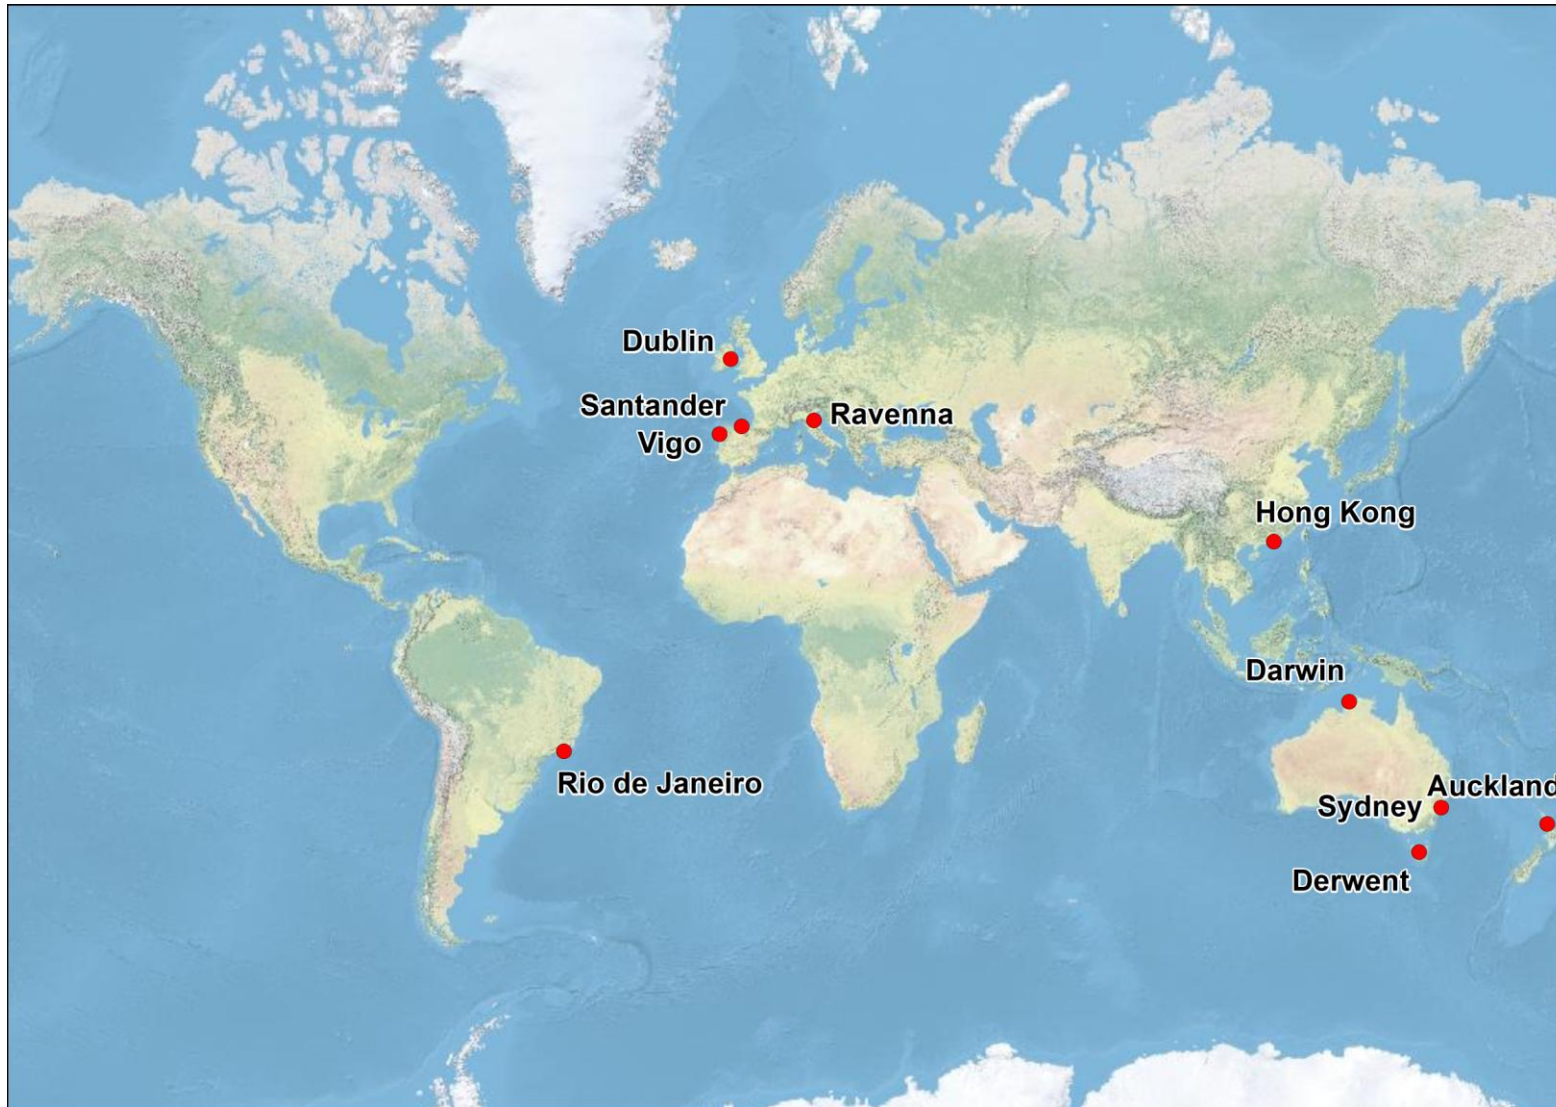 Dublin
Santander
Ravenna
Vigo
Hong Kong
Darwin
Rio de Janeiro
Auckland
Sydney
Derwent